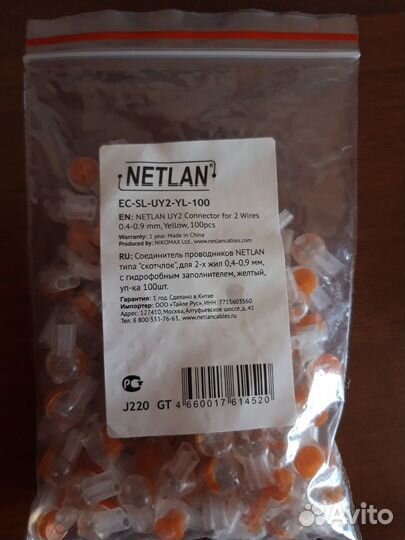 NETLAN®
EC-SL-UY2-YL-100
EN: NETLAN UY2 Connector for 2 Wires
0.4-0.9 mm, Yellow, 100pcs
Warranty: 1 year. Made in China
Produced by: NIKOMAX Ltd., www.netlancables.com
RU: Соединитель проводников NETLAN
типа "скотчлок", для 2-х жил 0,4-0,9 мм,
с гидрофобным заполнителем, желтый,
уп-ка 100шт.
Гарантия: 1 год. Сделано в Китае
Импортер: ООО «Тайле Рус», ИНН: 7715603560
Адрес: 127410, Москва, Алтуфьевское шоссе, д. 41
Тел: 8 800 333-76-63, www.netlancables.ru
J220 GT 4 660017 614520
Avito